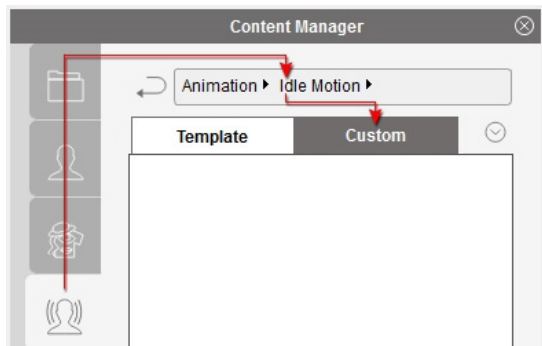 Content Manager
Animation ▸ Idle Motion ▸
Template Custom